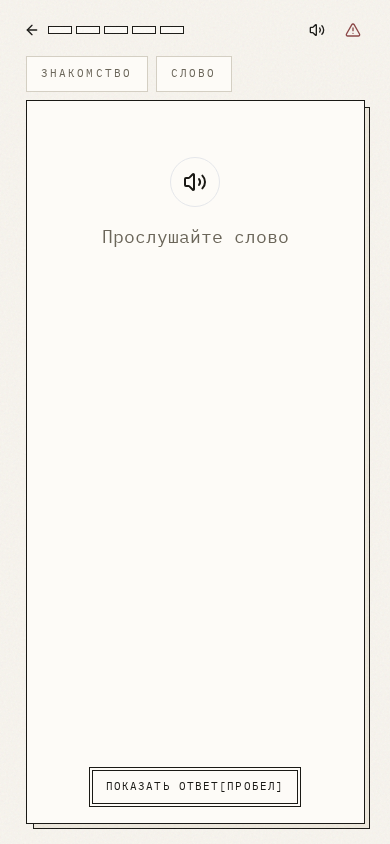 ЗНАКОМСТВО СЛОВО
Прослушайте слово
ПОКАЗАТЬ ОТВЕТ[ПРОБЕЛ]